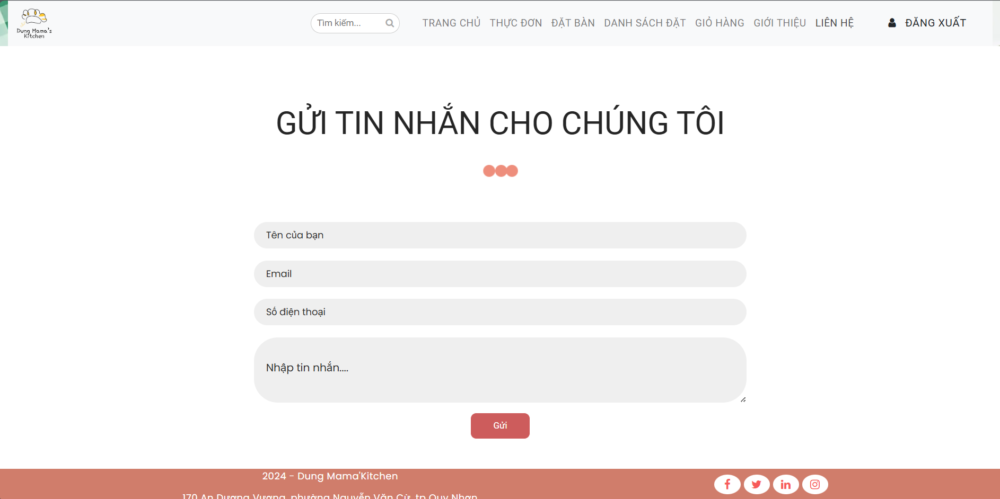 Dung Mama's
Kitchen
Tìm kiếm...
TRANG CHỦ THỰC ĐƠN ĐẶT BÀN DANH SÁCH ĐẶT GIỎ HÀNG GIỚI THIỆU LIÊN HỆ ĐĂNG XUẤT
GỬI TIN NHẮN CHO CHÚNG TÔI
Tên của bạn
Email
Số điện thoại
Nhập tin nhắn....
Gửi
2024 - Dung Mama'Kitchen
170 An Dương Vương, phường Nguyễn Văn Cừ, tp Quy Nhơn